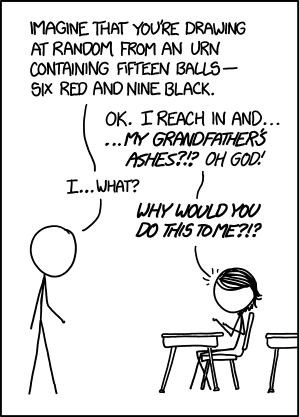 IMAGINE THAT YOU'RE DRAWING
AT RANDOM FROM AN URN
CONTAINING FIFTEEN BALLS—
SIX RED AND NINE BLACK.
OK. I REACH IN AND...
...MY GRANDFATHER'S
ASHES?!? OH GOD!
I...WHAT?
WHY WOULD YOU
DO THIS TO ME?!?